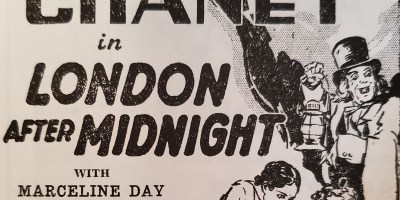 CHANEY
in
LONDON
AFTER MIDNIGHT
WITH
MARCELINE DAY